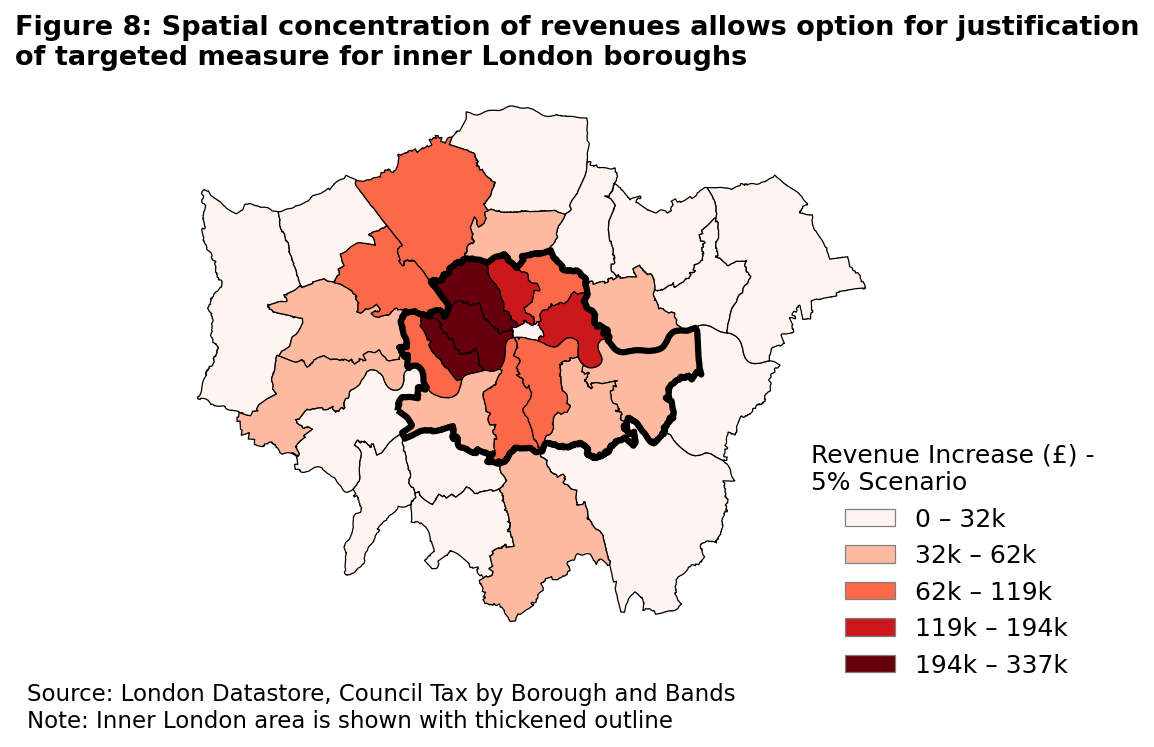 Figure 8: Spatial concentration of revenues allows option for justification
of targeted measure for inner London boroughs
Revenue Increase (£) -
5% Scenario
0 – 32k
32k – 62k
62k – 119k
119k – 194k
194k – 337k
Source: London Datastore, Council Tax by Borough and Bands
Note: Inner London area is shown with thickened outline